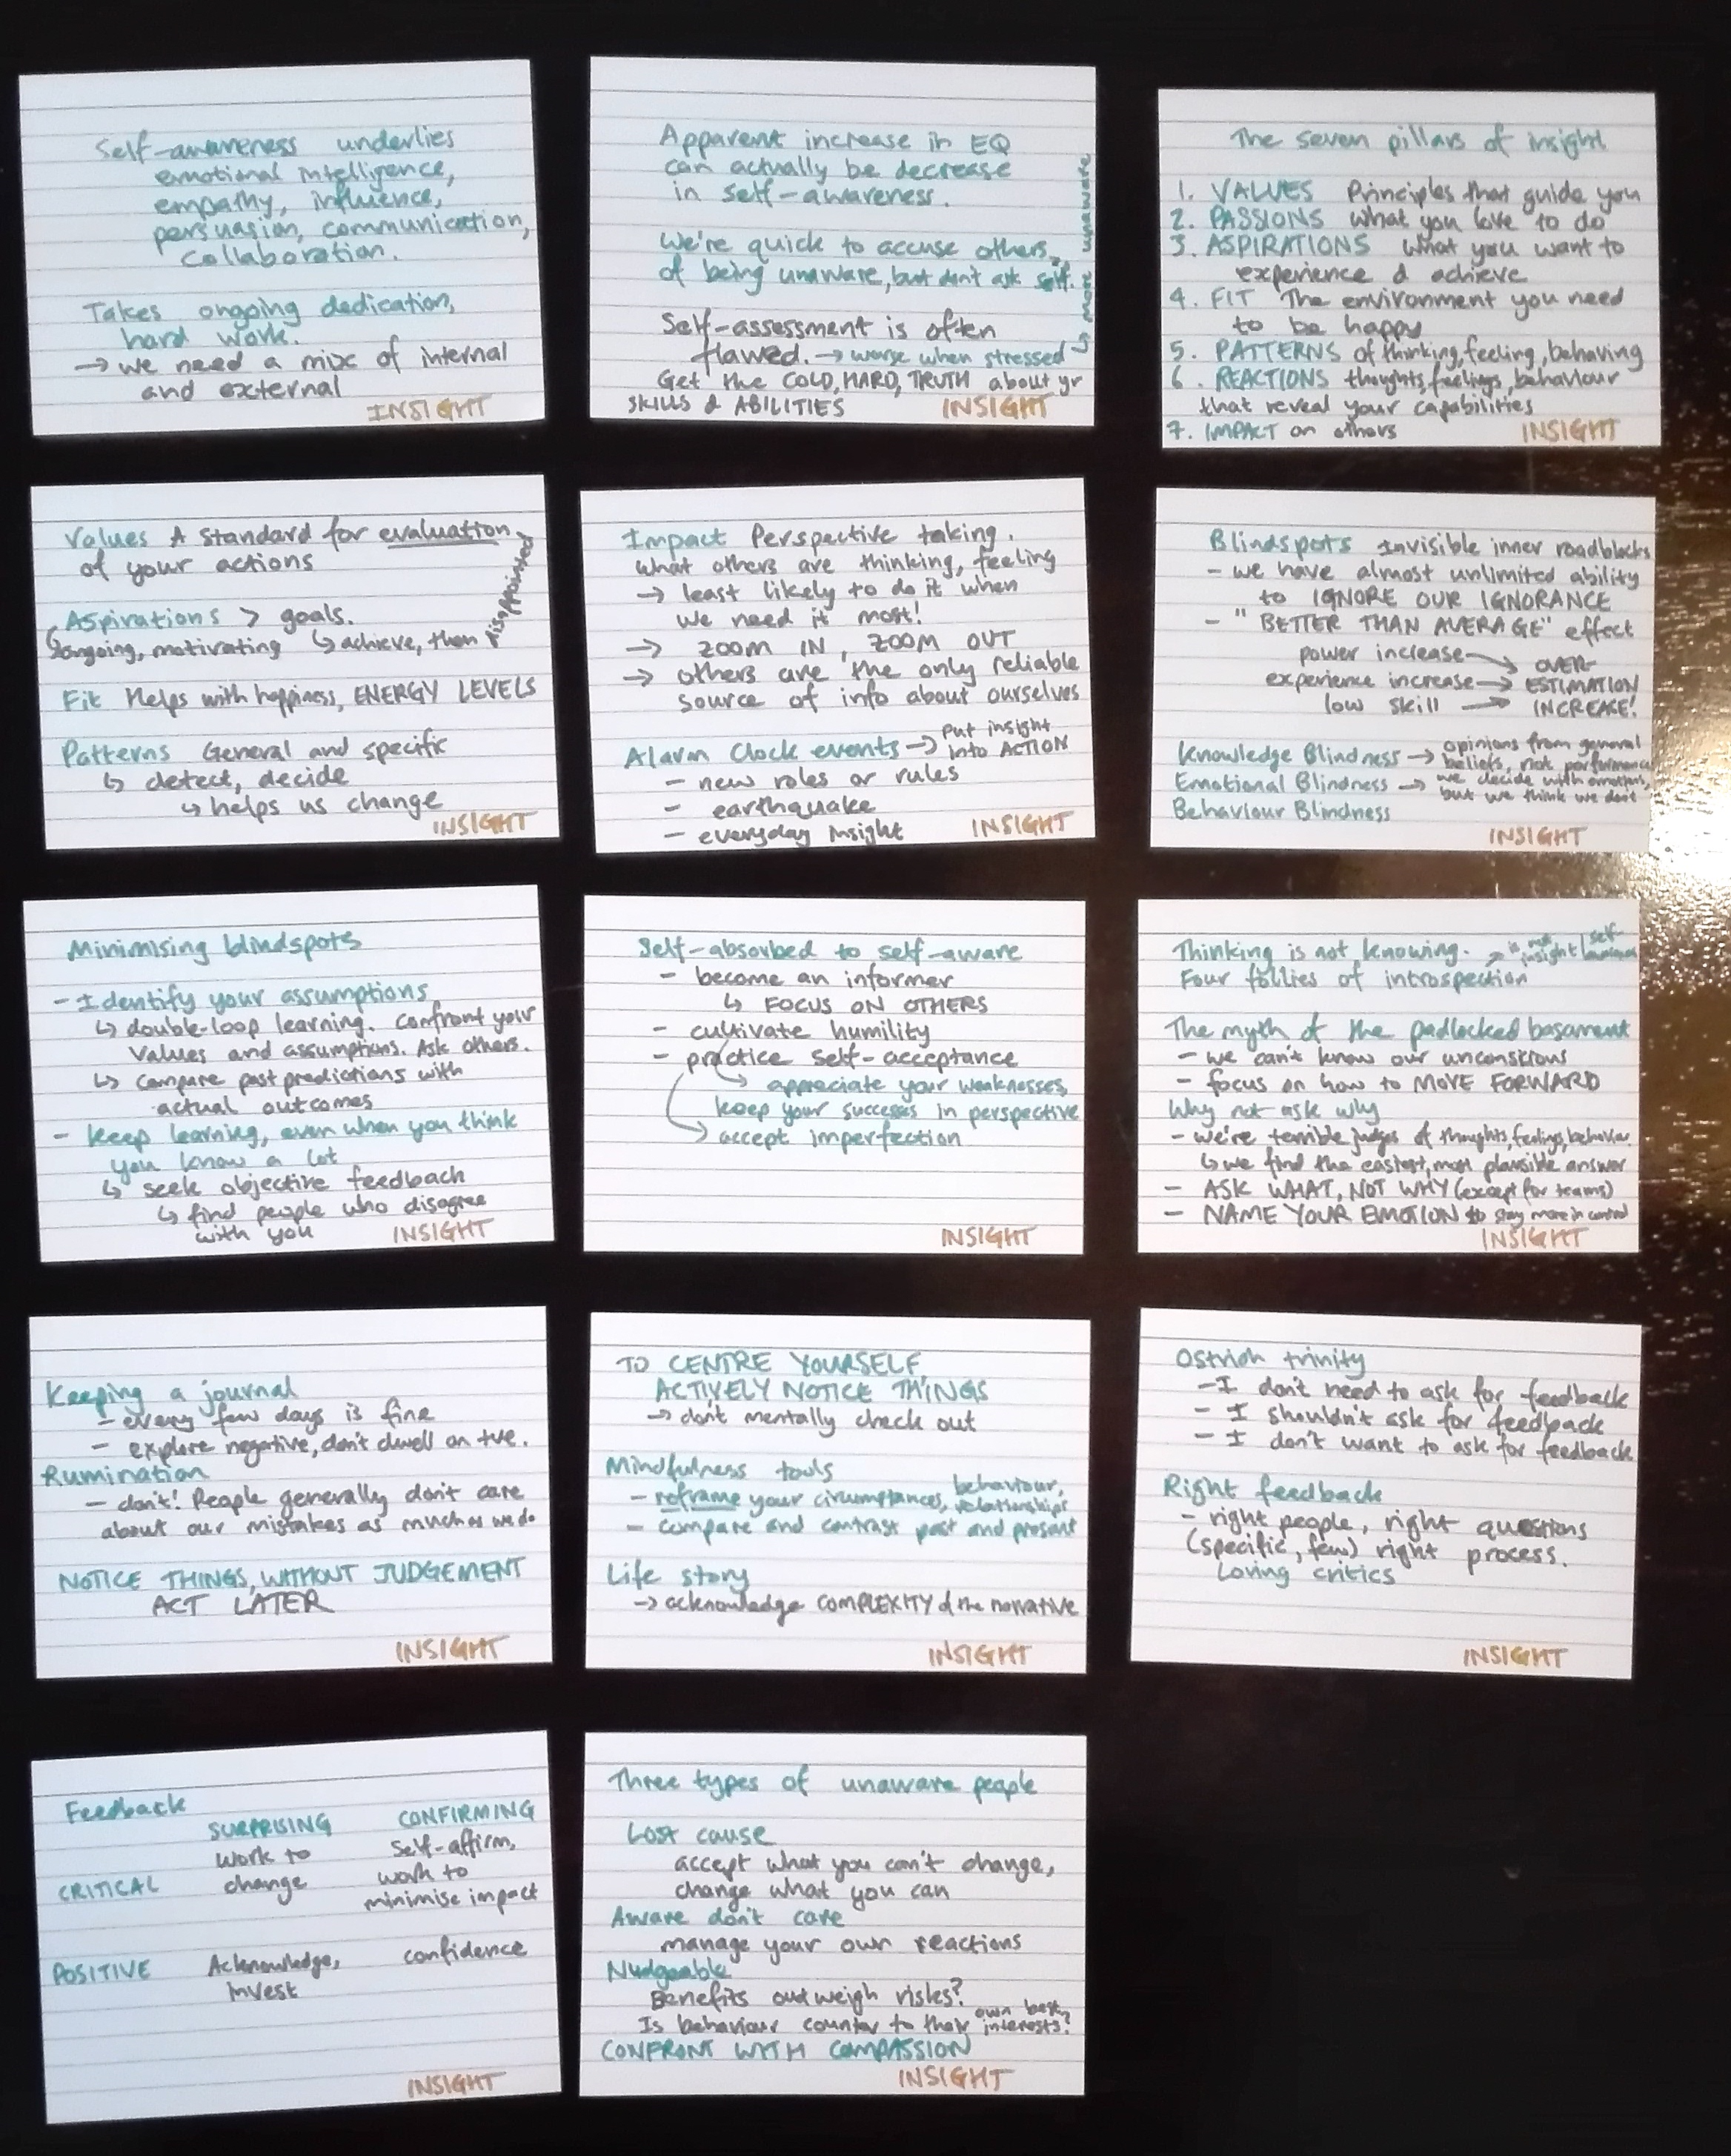 Self-awareness underlies
emotional intelligence,
empathy, influence,
persuasion, communication,
collaboration.
Takes ongoing dedication,
hard work.
→ we need a mix of internal
and external
INSIGHT
Apparent increase in EQ
can actually be decrease
in self-awareness.
We're quick to accuse others
of being unaware, but don't ask self.
Self-assessment is often
flawed. → worse when stressed
↳ more unaware
Get the COLD, HARD, TRUTH about yr
SKILLS & ABILITIES
INSIGHT
The seven pillars of insight
1. VALUES Principles that guide you
2. PASSIONS What you love to do
3. ASPIRATIONS What you want to
experience & achieve
4. FIT The environment you need
to be happy
5. PATTERNS of thinking, feeling, behaving
6. REACTIONS thoughts, feelings, behaviour
that reveal your capabilities
7. IMPACT on others
INSIGHT
Values A standard for evaluation
of your actions
Aspirations > goals.
↳ ongoing, motivating ↳ achieve, then disappointed
Fit Helps with happiness, ENERGY LEVELS
Patterns General and specific
↳ detect, decide
↳ helps us change
INSIGHT
Impact Perspective taking.
What others are thinking, feeling
→ least likely to do it when
we need it most!
→ ZOOM IN, ZOOM OUT
→ others are the only reliable
source of info about ourselves
Alarm Clock events → put insight
into ACTION
- new roles or rules
- earthquake
- everyday insight
INSIGHT
Blindspots Invisible inner roadblocks
- we have almost unlimited ability
to IGNORE OUR IGNORANCE
- "BETTER THAN AVERAGE" effect
power increase → OVER-
experience increase → ESTIMATION
low skill → INCREASE!
Knowledge Blindness → opinions from general
beliefs, not performance
Emotional Blindness → we decide with emotions,
but we think we don't
Behaviour Blindness
INSIGHT
Minimising blindspots
- Identify your assumptions
↳ double-loop learning. Confront your
values and assumptions. Ask others.
↳ compare past predictions with
actual outcomes
- keep learning, even when you think
you know a lot
↳ seek objective feedback
↳ find people who disagree
with you
INSIGHT
Self-absorbed to self-aware
- become an informer
↳ FOCUS ON OTHERS
- cultivate humility
- practice self-acceptance
appreciate your weaknesses,
keep your successes in perspective
accept imperfection
INSIGHT
Thinking is not knowing. → is not insight/self-awareness
Four follies of introspection
The myth of the padlocked basement
- we can't know our unconscious
- focus on how to MOVE FORWARD
Why not ask why
- we're terrible judges of thoughts, feelings, behaviour
↳ we find the easiest, most plausible answer
- ASK WHAT, NOT WHY (except for teams)
- NAME YOUR EMOTION to stay more in control
INSIGHT
Keeping a journal
- every few days is fine
- explore negative, don't dwell on +ve.
Rumination
- don't! People generally don't care
about our mistakes as much as we do
NOTICE THINGS, WITHOUT JUDGEMENT
ACT LATER
INSIGHT
TO CENTRE YOURSELF
ACTIVELY NOTICE THINGS
→ don't mentally check out
Mindfulness tools
- reframe your circumstances, behaviour, relationships
- compare and contrast past and present
Life story
→ acknowledge COMPLEXITY of the narrative
INSIGHT
Ostrich trinity
- I don't need to ask for feedback
- I shouldn't ask for feedback
- I don't want to ask for feedback
Right feedback
- right people, right questions
(specific, few) right process.
Loving critics
INSIGHT
Feedback
SURPRISING CONFIRMING
CRITICAL
Work to
change
Self-affirm,
work to
minimise impact
POSITIVE
Acknowledge,
invest
confidence
INSIGHT
Three types of unaware people
Lost cause
accept what you can't change,
change what you can
Aware don't care
manage your own reactions
Nudgeable
Benefits outweigh risks?
Is behaviour counter to their own best interests?
CONFRONT WITH COMPASSION
INSIGHT